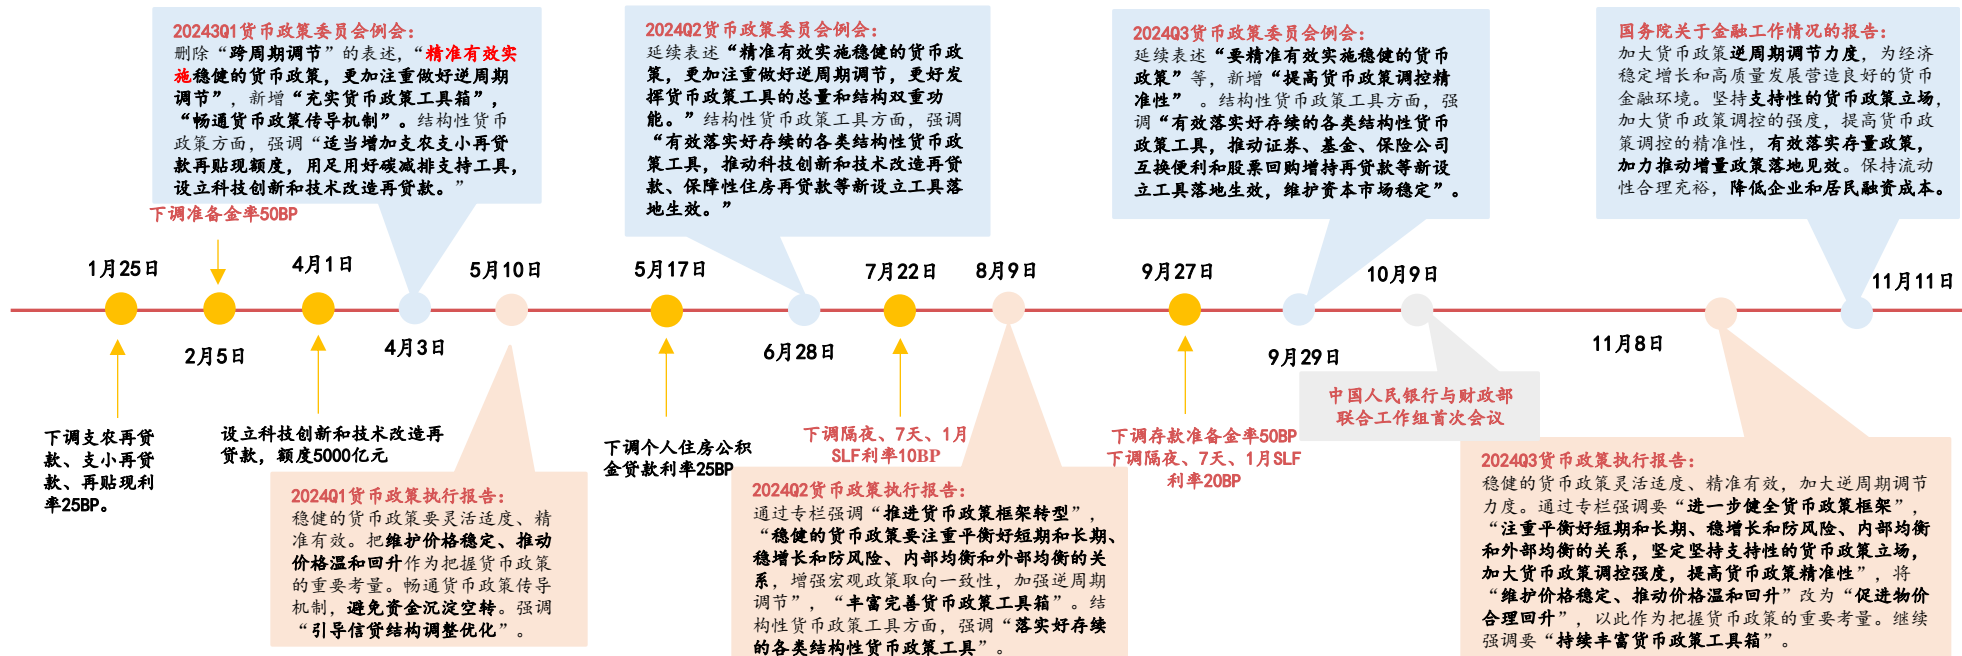 20243Q1货币政策委员会例会：
删除“跨周期调节”的表述，“精准有效实
施稳健的货币政策，更加注重做好逆周期
调节”，新增“充实货币政策工具箱”，
“畅通货币政策传导机制”。结构性货币
政策方面，强调“适当增加支农支小再贷
款再贴现额度，用足用好碳减排支持工具，
设立科技创新和技术改造再贷款。”
2024Q2货币政策委员会例会：
延续表述“精准有效实施稳健的货币政
策，更加注重做好逆周期调节，更好发
挥货币政策工具的总量和结构双重功
能。”结构性货币政策工具方面，强调
“有效落实好存续的各类结构性货币政
策工具，推动科技创新和技术改造再贷
款、保障性住房再贷款等新设立工具落
地生效。”
2024Q3货币政策委员会例会：
延续表述“要精准有效实施稳健的货币
政策”等，新增“提高货币政策调控精
准性” 。结构性货币政策工具方面，强
调“有效落实好存续的各类结构性货币
政策工具，推动证券、基金、保险公司
互换便利和股票回购增持再贷款等新设
立工具落地生效，维护资本市场稳定”。
国务院关于金融工作情况的报告：
加大货币政策逆周期调节力度，为经济
稳定增长和高质量发展营造良好的货币
金融环境。坚持支持性的货币政策立场，
加大货币政策调控的强度，提高货币政
策调控的精准性，有效落实存量政策，
加力推动增量政策落地见效。保持流动
性合理充裕，降低企业和居民融资成本。
下调准备金率50BP
1月25日
4月1日
5月10日
5月17日
7月22日
8月9日
9月27日
10月9日
11月11日
2月5日
4月3日
6月28日
9月29日
11月8日
下调支农再贷
款、支小再贷
款、再贴现利
率25BP。
设立科技创新和技术改造再
贷款，额度5000亿元
下调个人住房公积
金贷款利率25BP
下调隔夜、7天、1月
SLF利率10BP
下调存款准备金率50BP
下调隔夜、7天、1月SLF
利率20BP
中国人民银行与财政部
联合工作组首次会议
2024Q1货币政策执行报告：
稳健的货币政策要灵活适度、精
准有效。把维护价格稳定、推动
价格温和回升作为把握货币政策
的重要考量。畅通货币政策传导
机制，避免资金沉淀空转。强调
“引导信贷结构调整优化”。
2024Q2货币政策执行报告：
通过专栏强调“推进货币政策框架转型”，
“稳健的货币政策要注重平衡好短期和长期、
稳增长和防风险、内部均衡和外部均衡的关
系，增强宏观政策取向一致性，加强逆周期
调节”，“丰富完善货币政策工具箱”。结
构性货币政策工具方面，强调“落实好存续
的各类结构性货币政策工具”。
2024Q3货币政策执行报告：
稳健的货币政策灵活适度、精准有效，加大逆周期调节
力度。通过专栏强调要“进一步健全货币政策框架”，
“注重平衡好短期和长期、稳增长和防风险、内部均衡
和外部均衡的关系，坚定坚持支持性的货币政策立场，
加大货币政策调控强度，提高货币政策精准性”，将
“维护价格稳定、推动价格温和回升”改为“促进物价
合理回升”，以此作为把握货币政策的重要考量。继续
强调要“持续丰富货币政策工具箱”。